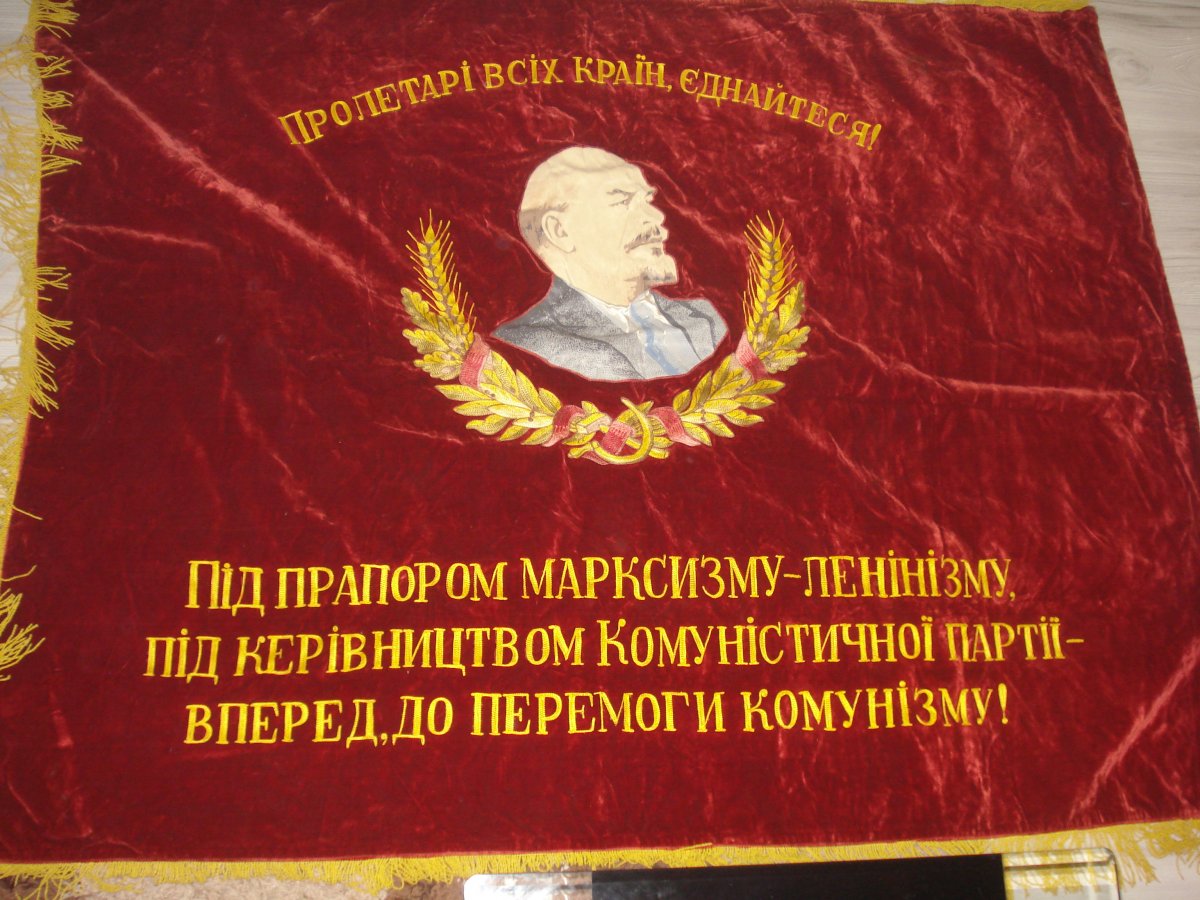 Пролетарі всіх країн, єднайтеся!
Під прапором марксизму-ленінізму,
під керівництвом Комуністичної партії-
вперед, до перемоги комунізму!